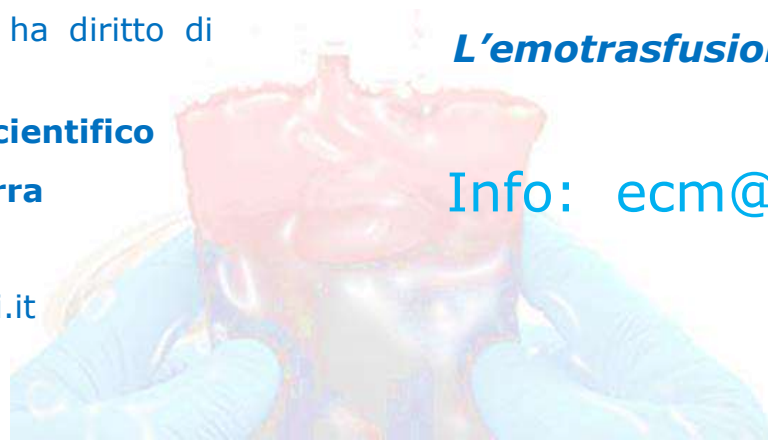 ha diritto di
cientifico
rra
i.it
L’emotrasfusion
Info: ecm@